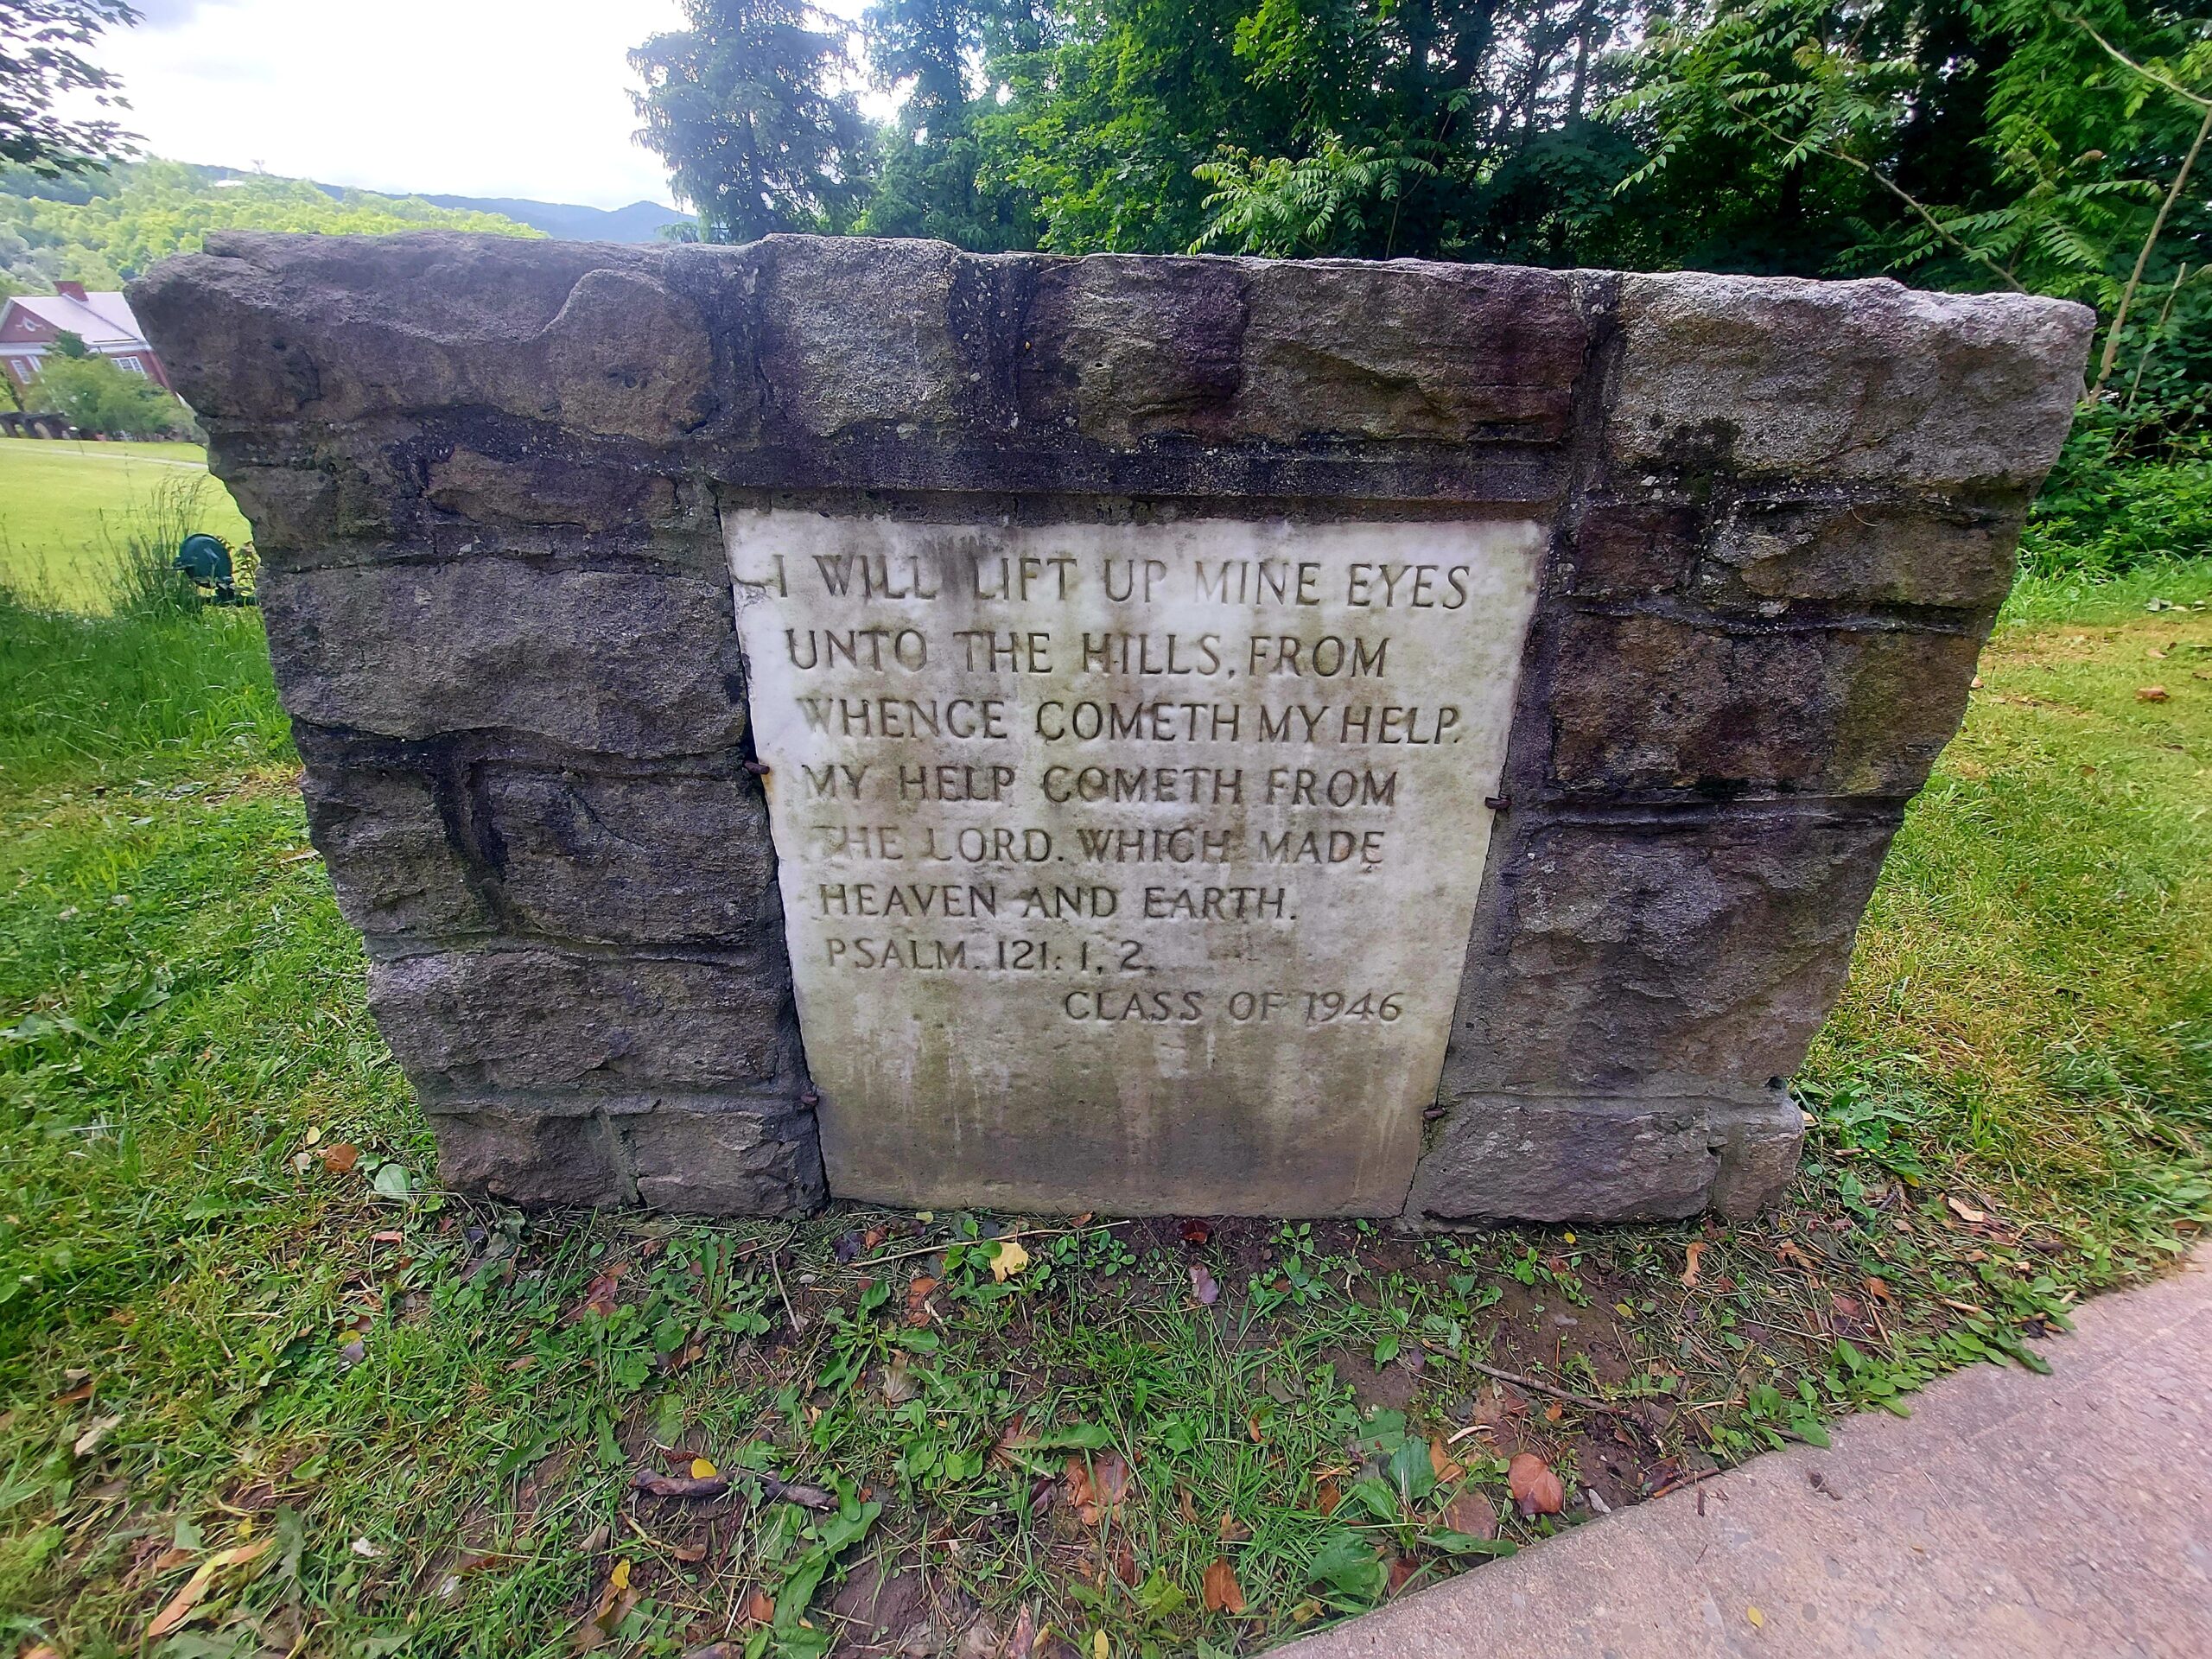 I WILL LIFT UP MINE EYES
UNTO THE HILLS, FROM
WHENCE COMETH MY HELP.
MY HELP COMETH FROM
THE LORD. WHICH MADE
HEAVEN AND EARTH.
PSALM. 121: 1, 2.
CLASS OF 1946